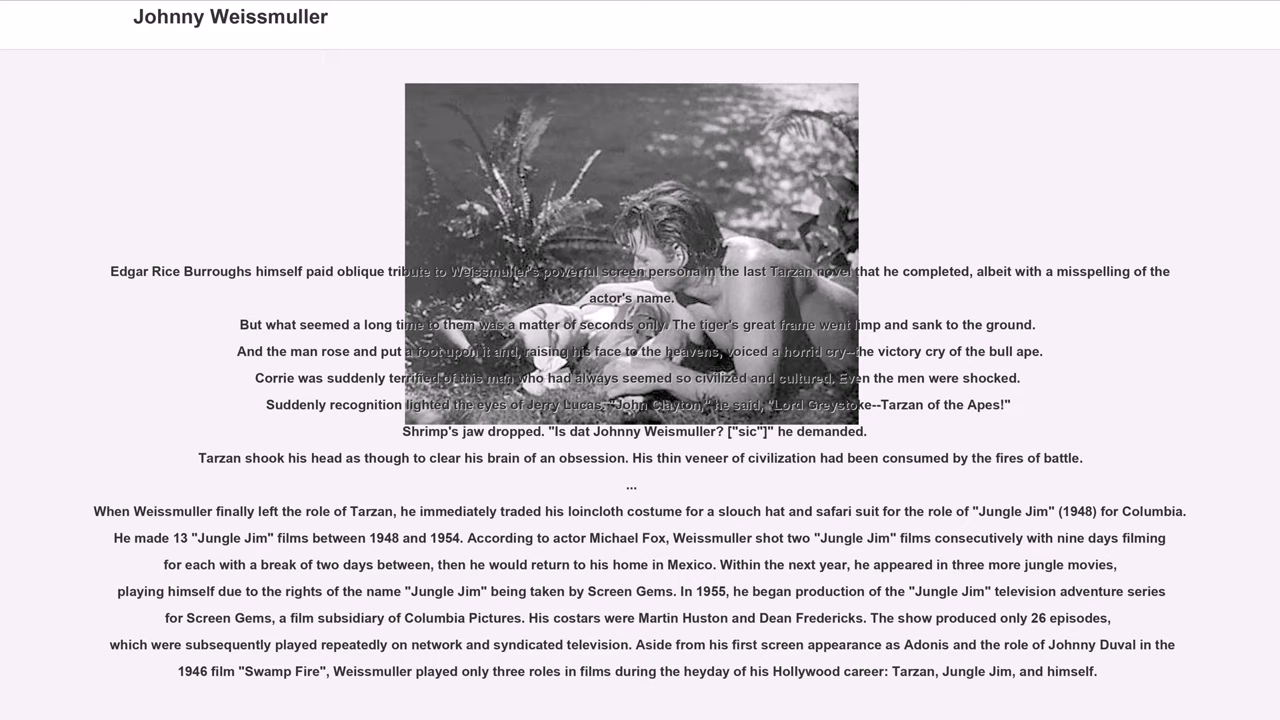 Johnny Weissmuller
Edgar Rice Burroughs himself paid oblique tribute to Weissmuller's powerful screen persona in the last Tarzan novel that he completed, albeit with a misspelling of the
actor's name.
But what seemed a long time to them was a matter of seconds only. The tiger's great frame went limp and sank to the ground.
And the man rose and put a foot upon it and, raising his face to the heavens, voiced a horrid cry--the victory cry of the bull ape.
Corrie was suddenly terrified of this man who had always seemed so civilized and cultured. Even the men were shocked.
Suddenly recognition lighted the eyes of Jerry Lucas. "John Clayton," he said, "Lord Greystoke--Tarzan of the Apes!"
Shrimp's jaw dropped. "Is dat Johnny Weismuller? ["sic"]" he demanded.
Tarzan shook his head as though to clear his brain of an obsession. His thin veneer of civilization had been consumed by the fires of battle.
...
When Weissmuller finally left the role of Tarzan, he immediately traded his loincloth costume for a slouch hat and safari suit for the role of "Jungle Jim" (1948) for Columbia.
He made 13 "Jungle Jim" films between 1948 and 1954. According to actor Michael Fox, Weissmuller shot two "Jungle Jim" films consecutively with nine days filming
for each with a break of two days between, then he would return to his home in Mexico. Within the next year, he appeared in three more jungle movies,
playing himself due to the rights of the name "Jungle Jim" being taken by Screen Gems. In 1955, he began production of the "Jungle Jim" television adventure series
for Screen Gems, a film subsidiary of Columbia Pictures. His costars were Martin Huston and Dean Fredericks. The show produced only 26 episodes,
which were subsequently played repeatedly on network and syndicated television. Aside from his first screen appearance as Adonis and the role of Johnny Duval in the
1946 film "Swamp Fire", Weissmuller played only three roles in films during the heyday of his Hollywood career: Tarzan, Jungle Jim, and himself.